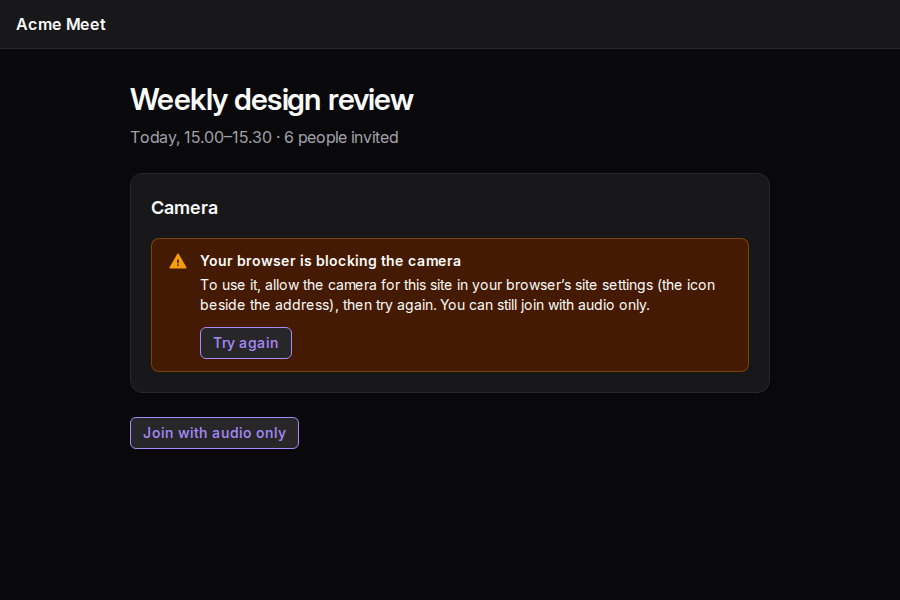 Acme Meet
Weekly design review
Today, 15.00–15.30 · 6 people invited
Camera
Your browser is blocking the camera
To use it, allow the camera for this site in your browser’s site settings (the icon
beside the address), then try again. You can still join with audio only.
Try again
Join with audio only